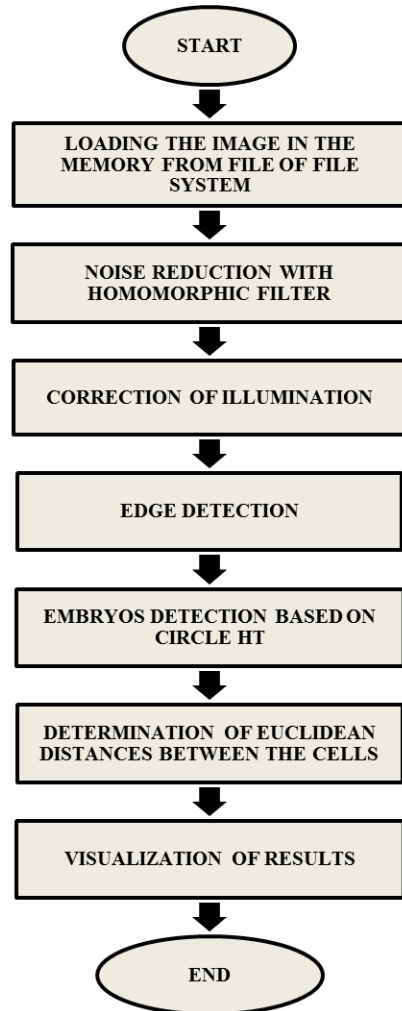 START
LOADING THE IMAGE IN THE
MEMORY FROM FILE OF FILE
SYSTEM
NOISE REDUCTION WITH
HOMOMORPHIC FILTER
CORRECTION OF ILLUMINATION
EDGE DETECTION
EMBRYOS DETECTION BASED ON
CIRCLE HT
DETERMINATION OF EUCLIDEAN
DISTANCES BETWEEN THE CELLS
VISUALIZATION OF RESULTS
END